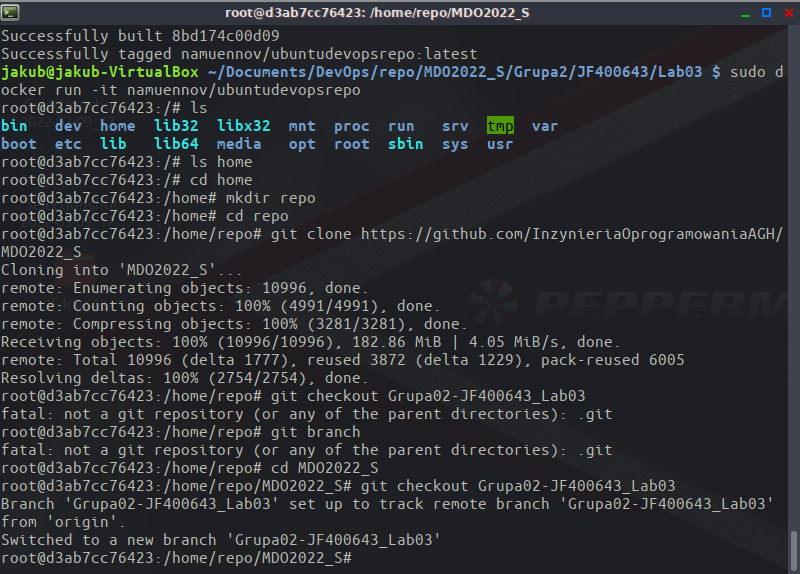 root@d3ab7cc76423: /home/repo/MDO2022_S
Successfully built 8bd174c00d09
Successfully tagged namuennov/ubuntudevopsrepo:latest
jakub@jakub-VirtualBox ~/Documents/DevOps/repo/MDO2022_S/Grupa2/JF400643/Lab03 $ sudo d
ocker run -it namuennov/ubuntudevopsrepo
root@d3ab7cc76423:/# ls
bin dev home lib32 libx32 mnt proc run srv tmp var
boot etc lib lib64 media opt root sbin sys usr
root@d3ab7cc76423:/# ls home
root@d3ab7cc76423:/# cd home
root@d3ab7cc76423:/home# mkdir repo
root@d3ab7cc76423:/home# cd repo
root@d3ab7cc76423:/home/repo# git clone https://github.com/InzynieriaOprogramowaniaAGH/
MDO2022_S
Cloning into 'MDO2022_S'...
remote: Enumerating objects: 10996, done.
remote: Counting objects: 100% (4991/4991), done.
remote: Compressing objects: 100% (3281/3281), done.
Receiving objects: 100% (10996/10996), 182.86 MiB | 4.05 MiB/s, done.
remote: Total 10996 (delta 1777), reused 3872 (delta 1229), pack-reused 6005
Resolving deltas: 100% (2754/2754), done.
root@d3ab7cc76423:/home/repo# git checkout Grupa02-JF400643_Lab03
fatal: not a git repository (or any of the parent directories): .git
root@d3ab7cc76423:/home/repo# git branch
fatal: not a git repository (or any of the parent directories): .git
root@d3ab7cc76423:/home/repo# cd MDO2022_S
root@d3ab7cc76423:/home/repo/MDO2022_S# git checkout Grupa02-JF400643_Lab03
Branch 'Grupa02-JF400643_Lab03' set up to track remote branch 'Grupa02-JF400643_Lab03'
from 'origin'.
Switched to a new branch 'Grupa02-JF400643_Lab03'
root@d3ab7cc76423:/home/repo/MDO2022_S#
PEPPERM